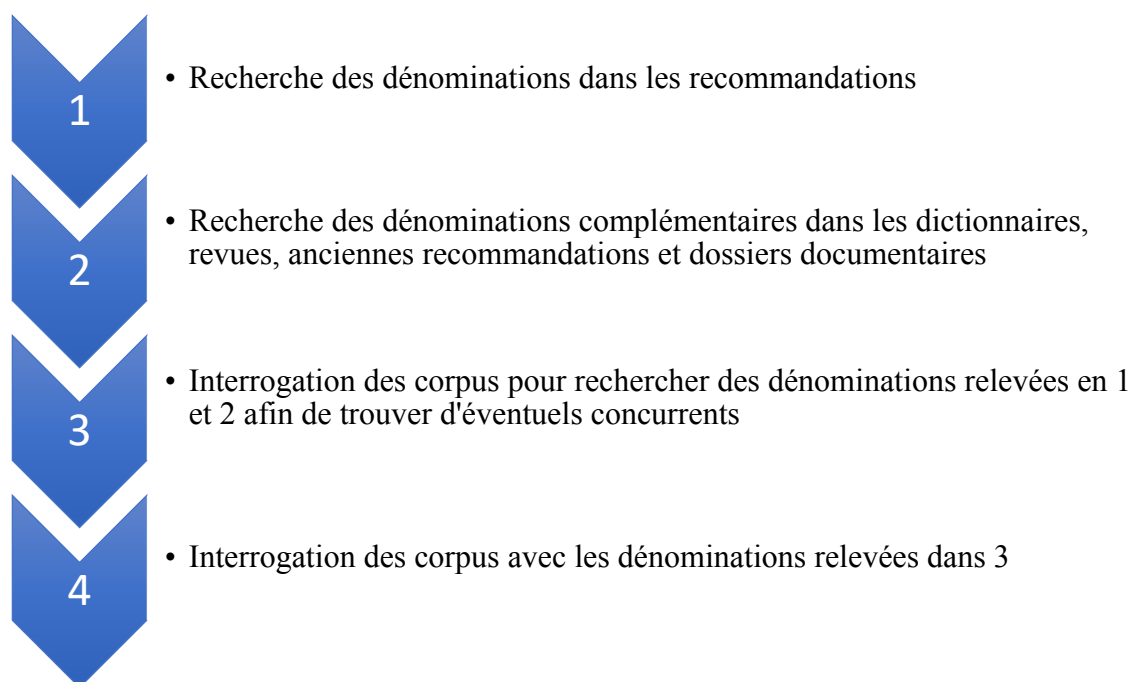 1
• Recherche des dénominations dans les recommandations
2
• Recherche des dénominations complémentaires dans les dictionnaires,
revues, anciennes recommandations et dossiers documentaires
3
• Interrogation des corpus pour rechercher des dénominations relevées en 1
et 2 afin de trouver d'éventuels concurrents
4
• Interrogation des corpus avec les dénominations relevées dans 3